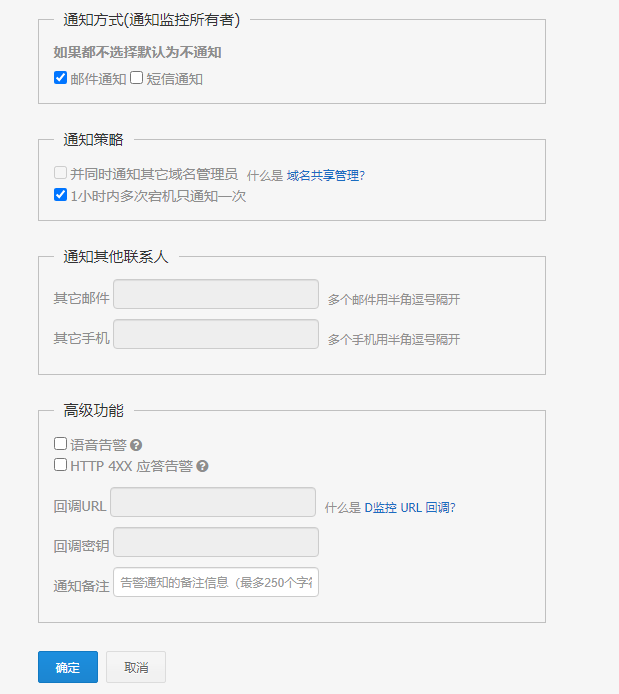 通知方式(通知监控所有者)
如果都不选择默认为不通知
邮件通知 短信通知
通知策略
并同时通知其它域名管理员 什么是 域名共享管理?
1小时内多次宕机只通知一次
通知其他联系人
其它邮件 多个邮件用半角逗号隔开
其它手机 多个手机用半角逗号隔开
高级功能
语音告警
HTTP 4XX 应答告警
回调URL 什么是 D监控 URL 回调?
回调密钥
通知备注 告警通知的备注信息（最多250个字符
确定 取消